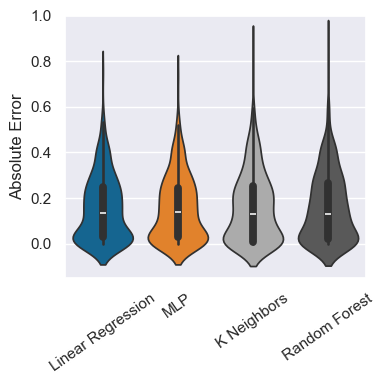 1.0
0.8
0.6
0.4
0.2
0.0
Absolute Error
Linear Regression
MLP
K Neighbors
Random Forest